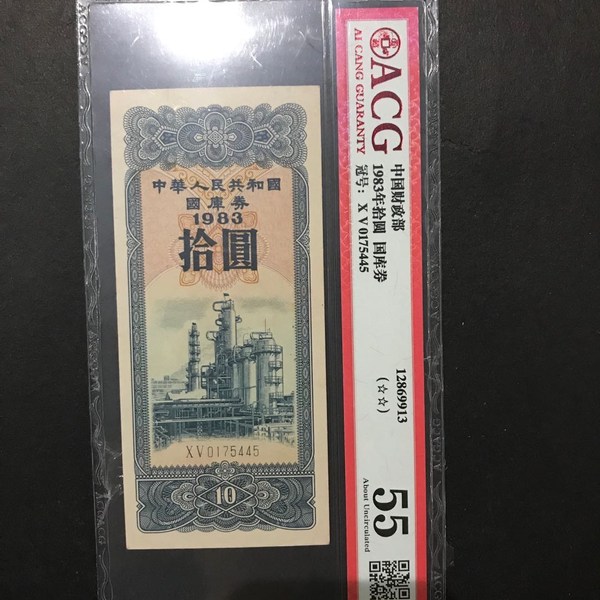 中華人民共和國
國庫券
1983
拾圓
XV0175445
10
ACG
AI CANG GUARANTY
中国财政部
1983年拾圆 国库券
冠号：XV0175445
12869913
(☆☆)
55
About Uncirculated